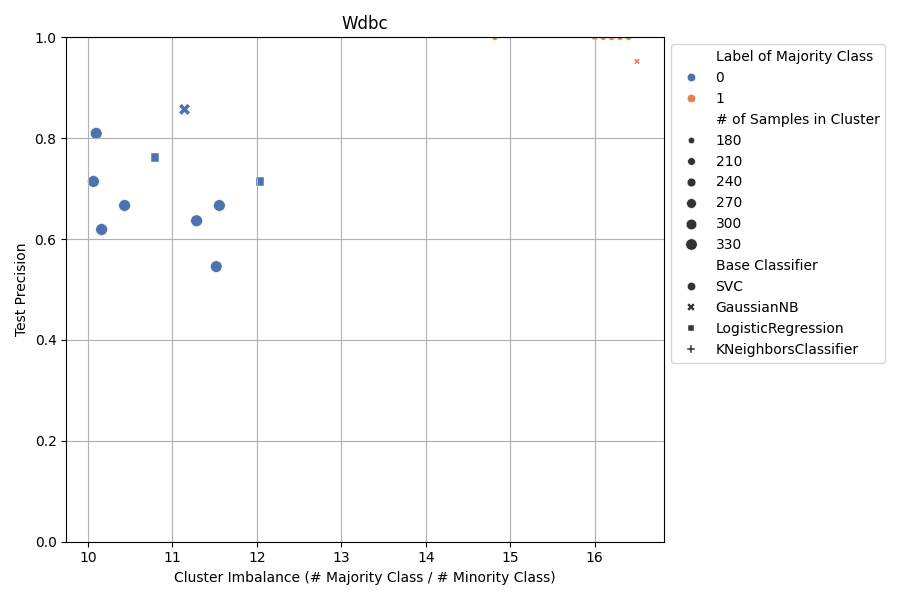 Wdbc
1.0
0.8
0.6
0.4
0.2
0.0
Test Precision
10
11
12
13
14
15
16
Cluster Imbalance (# Majority Class / # Minority Class)
Label of Majority Class
0
1
# of Samples in Cluster
180
210
240
270
300
330
Base Classifier
SVC
GaussianNB
LogisticRegression
KNeighborsClassifier